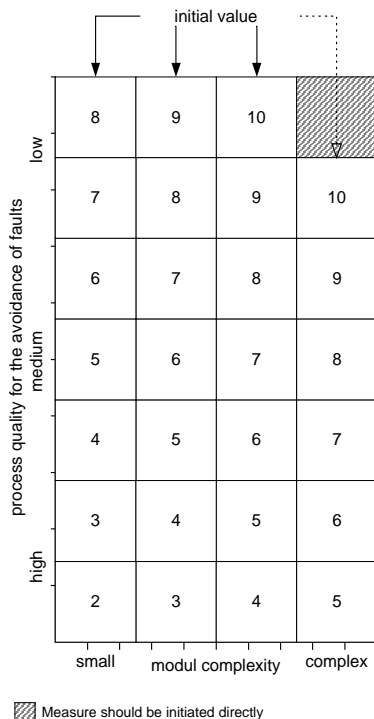 initial value
8 9 10
7 8 9 10
6 7 8 9
5 6 7 8
4 5 6 7
3 4 5 6
2 3 4 5
process quality for the avoidance of faults
low
medium
high
small modul complexity complex
Measure should be initiated directly